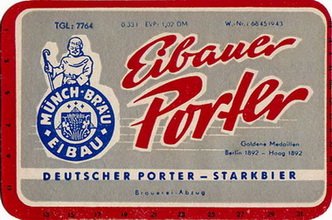 TGL: 7764
0,33 l EVP: 1,02 DM
W.-Nr.: 68451943
Eibauer
Porter
MÜNCH-BRÄU
EIBAU
Goldene Medaillen
Berlin 1892 – Haag 1892
DEUTSCHER PORTER – STARKBIER
Brauerei-Abzug